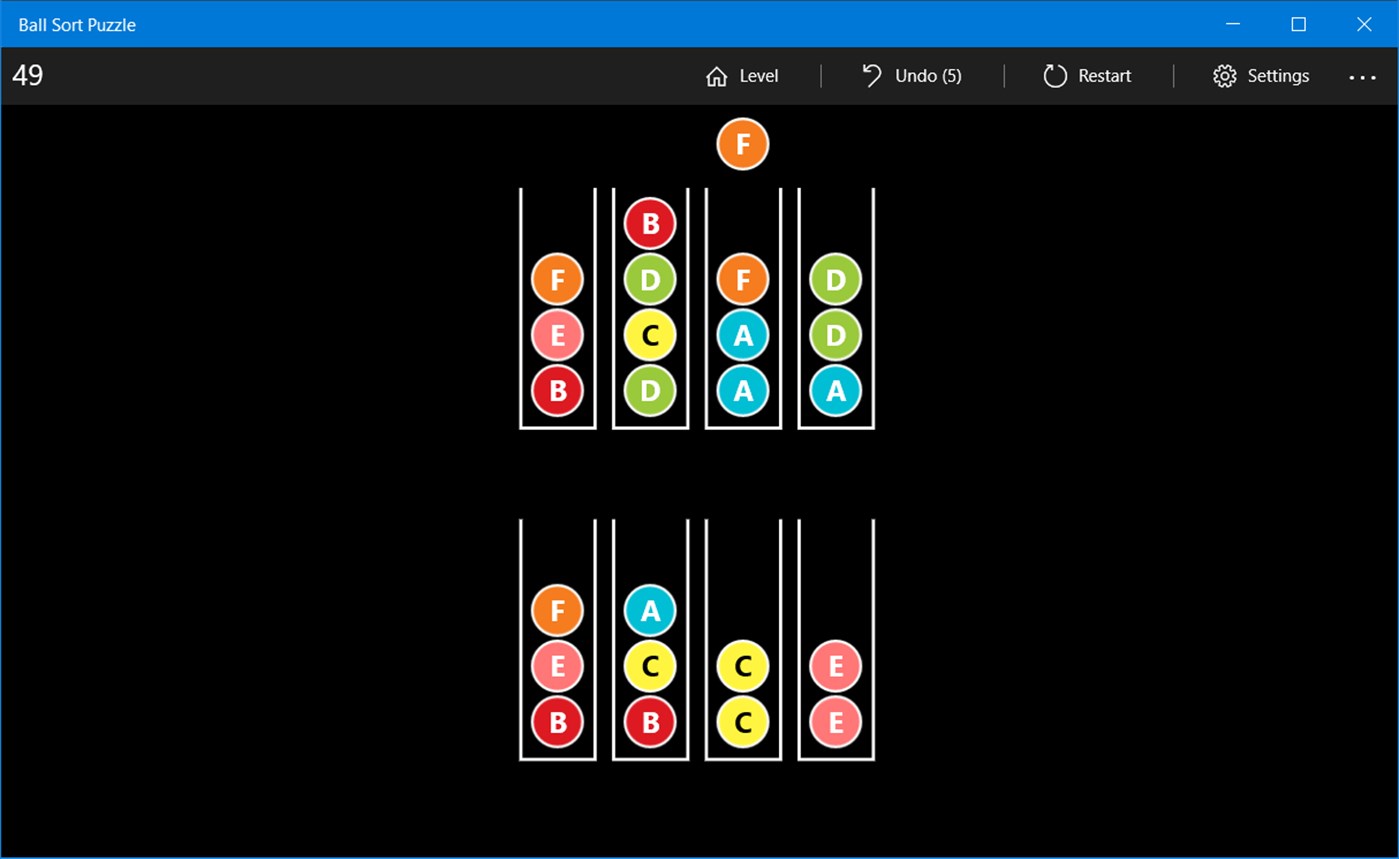 Ball Sort Puzzle
49 Level Undo (5) Restart Settings
F
B
F D F D
E C A D
B D A A
F A
E C C E
B B C E